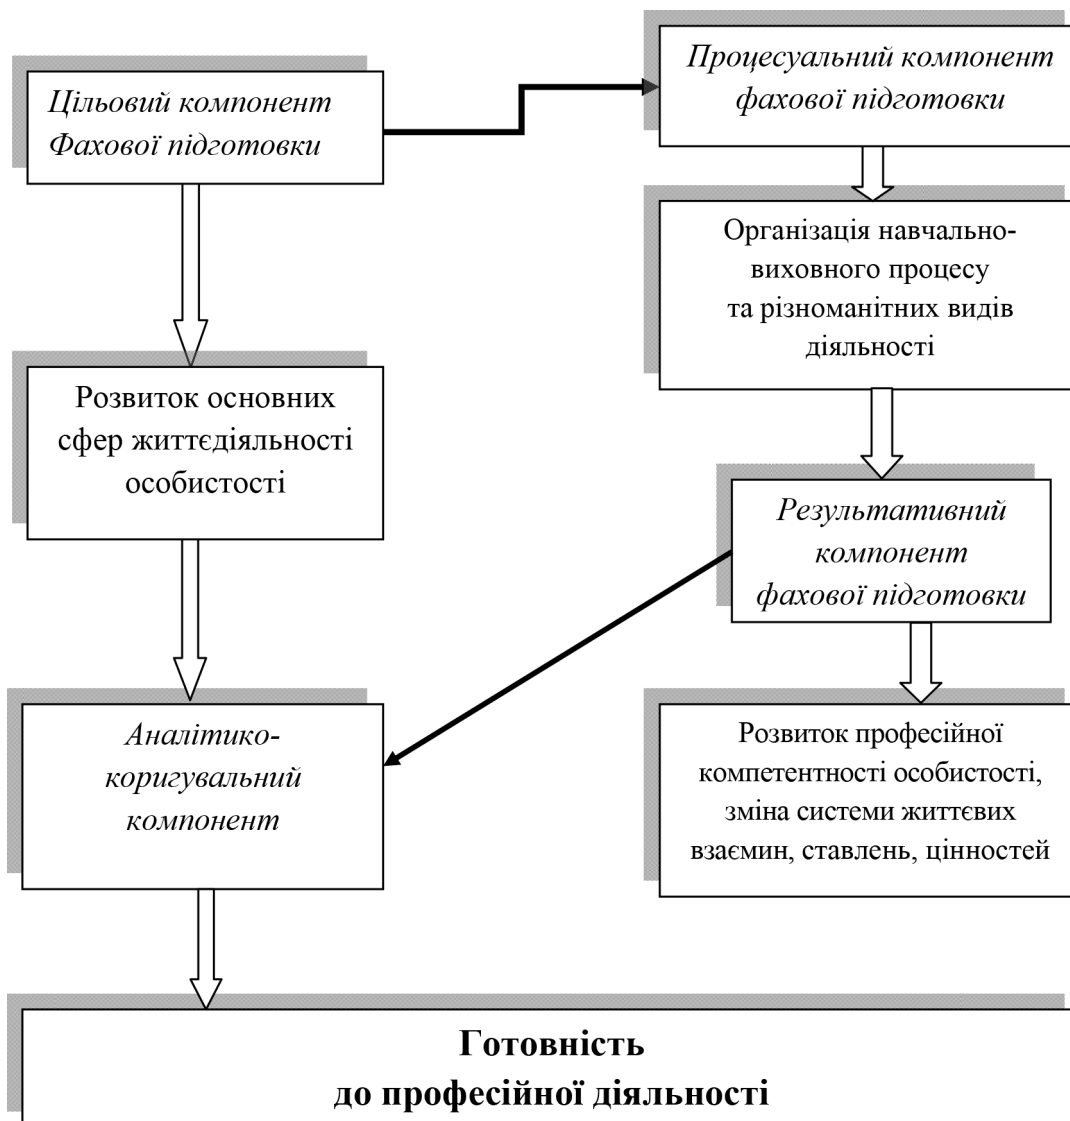 Цільовий компонент
Фахової підготовки
Процесуальний компонент
фахової підготовки
Організація навчально-
виховного процесу
та різноманітних видів
діяльності
Розвиток основних
сфер життєдіяльності
особистості
Результативний
компонент
фахової підготовки
Аналітико-
коригувальний
компонент
Розвиток професійної
компетентності особистості,
зміна системи життєвих
взаємин, ставлень, цінностей
Готовність
до професійної діяльності